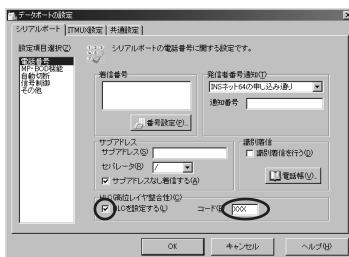 データポートの設定
シリアルポート ITMUX設定 共通設定
設定項目選択(Z)
電話番号
MP・BOD機能
自動切断
信号制御
その他
シリアルポートの電話番号に関する設定です。
着信番号
番号設定(P)...
発信者番号通知(T)
INSネット64の申し込み通り
通知番号
サブアドレス
サブアドレス(S)
セパレータ(R) /
サブアドレスなし着信する(A)
識別着信
識別着信を行う(D)
電話帳(V)...
HLC(高位レイヤ整合性)(C)
HLCを設定する(L)
コード(F) XXX
OK キャンセル ヘルプ(H)